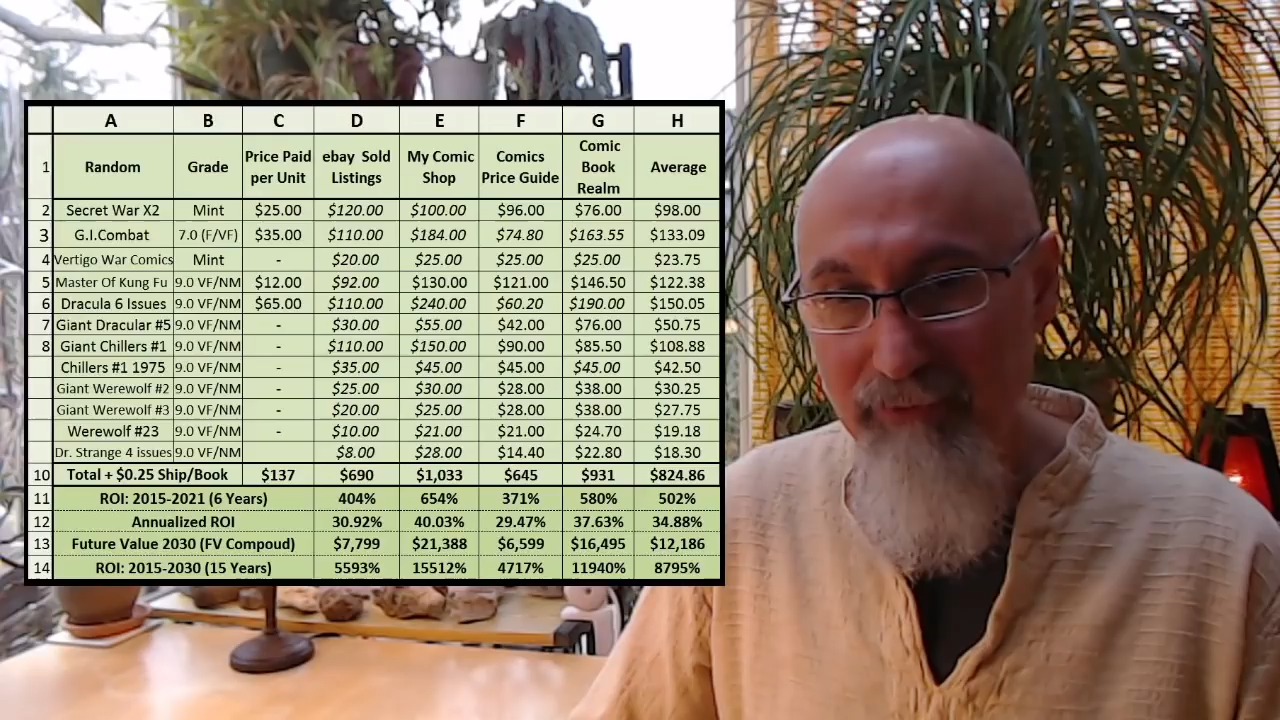 A B C D E F G H
1 Random Grade Price Paid per Unit ebay Sold Listings My Comic Shop Comics Price Guide Comic Book Realm Average
2 Secret War X2 Mint $25.00 $120.00 $100.00 $96.00 $76.00 $98.00
3 G.I.Combat 7.0 (F/VF) $35.00 $110.00 $184.00 $74.80 $163.55 $133.09
4 Vertigo War Comics Mint - $20.00 $25.00 $25.00 $25.00 $23.75
5 Master Of Kung Fu 9.0 VF/NM $12.00 $92.00 $130.00 $121.00 $146.50 $122.38
6 Dracula 6 Issues 9.0 VF/NM $65.00 $110.00 $240.00 $60.20 $190.00 $150.05
7 Giant Dracular #5 9.0 VF/NM - $30.00 $55.00 $42.00 $76.00 $50.75
8 Giant Chillers #1 9.0 VF/NM - $110.00 $150.00 $90.00 $85.50 $108.88
Chillers #1 1975 9.0 VF/NM - $35.00 $45.00 $45.00 $45.00 $42.50
Giant Werewolf #2 9.0 VF/NM - $25.00 $30.00 $28.00 $38.00 $30.25
Giant Werewolf #3 9.0 VF/NM - $20.00 $25.00 $28.00 $38.00 $27.75
Werewolf #23 9.0 VF/NM - $10.00 $21.00 $21.00 $24.70 $19.18
Dr. Strange 4 issues 9.0 VF/NM $8.00 $28.00 $14.40 $22.80 $18.30
10 Total + $0.25 Ship/Book $137 $690 $1,033 $645 $931 $824.86
11 ROI: 2015-2021 (6 Years) 404% 654% 371% 580% 502%
12 Annualized ROI 30.92% 40.03% 29.47% 37.63% 34.88%
13 Future Value 2030 (FV Compoud) $7,799 $21,388 $6,599 $16,495 $12,186
14 ROI: 2015-2030 (15 Years) 5593% 15512% 4717% 11940% 8795%